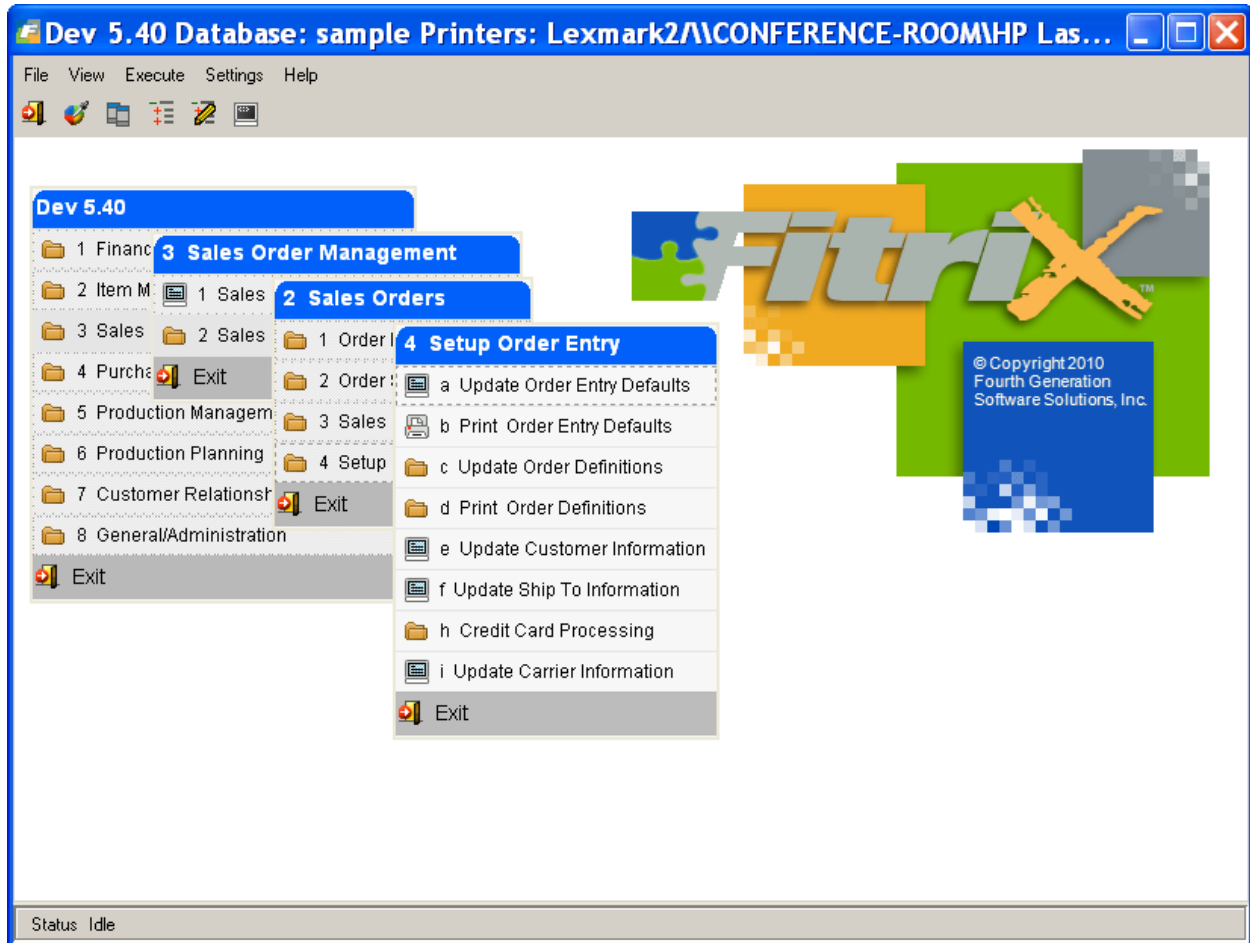 Dev 5.40 Database: sample Printers: Lexmark2/\\CONFERENCE-ROOM\HP Las...
File View Execute Settings Help
Dev 5.40
1 Financ
2 Item M
3 Sales
4 Purcha
5 Production Managem
6 Production Planning
7 Customer Relationsh
8 General/Administration
Exit
3 Sales Order Management
1 Sales
2 Sales
Exit
2 Sales Orders
1 Order
2 Order
3 Sales
4 Setup
Exit
4 Setup Order Entry
a Update Order Entry Defaults
b Print Order Entry Defaults
c Update Order Definitions
d Print Order Definitions
e Update Customer Information
f Update Ship To Information
h Credit Card Processing
i Update Carrier Information
Exit
FitriX™
© Copyright 2010
Fourth Generation
Software Solutions, Inc.
Status Idle